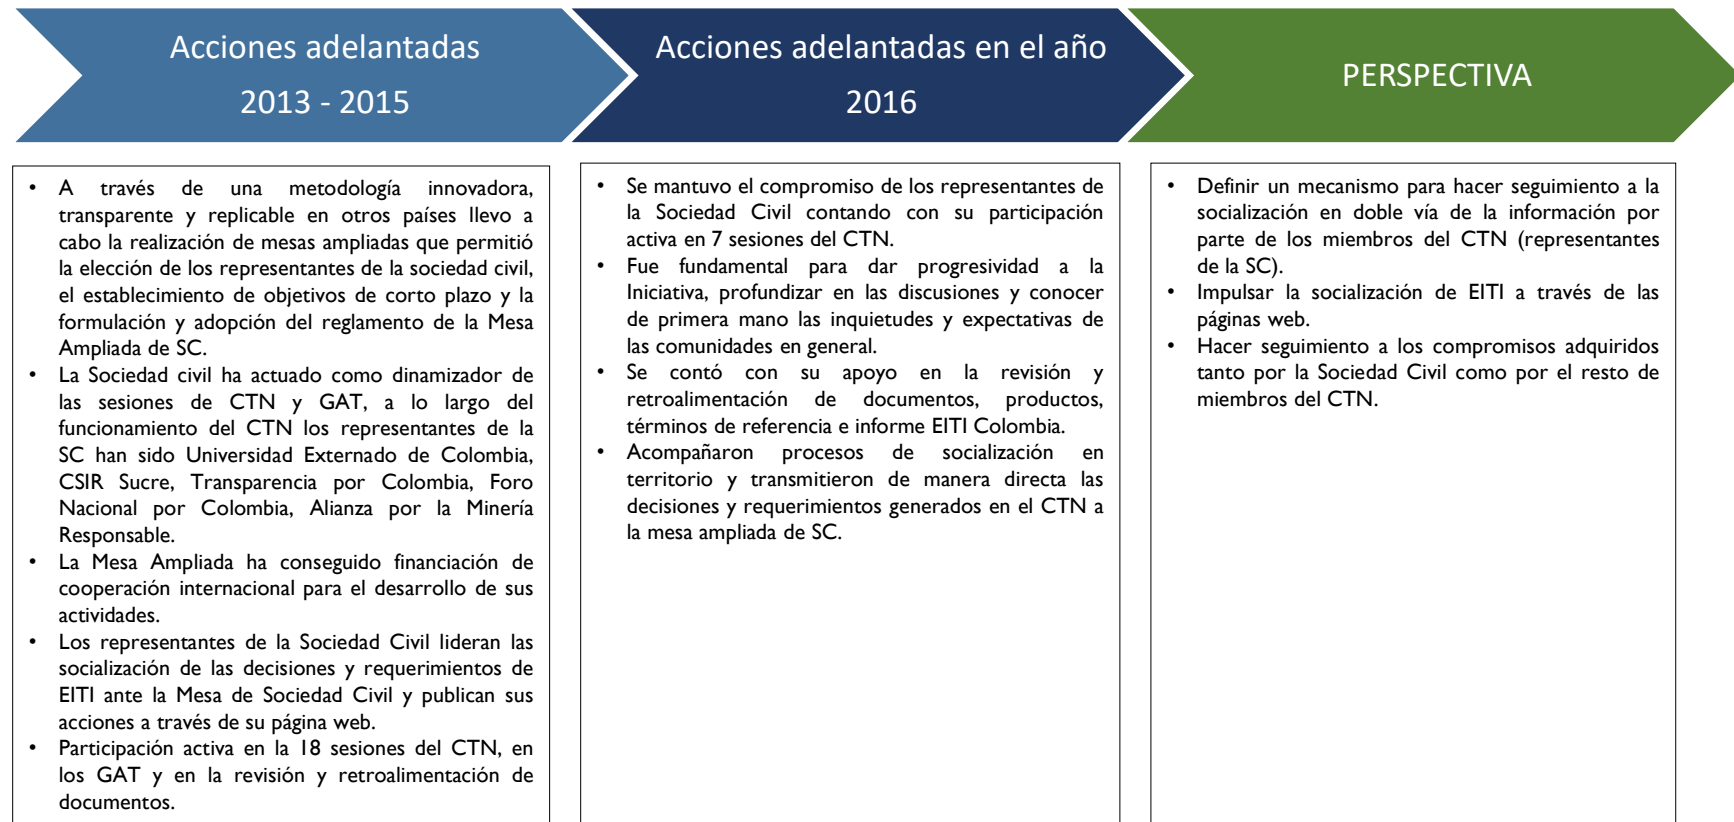 Acciones adelantadas
2013 - 2015
Acciones adelantadas en el año
2016
PERSPECTIVA
• A través de una metodología innovadora,
transparente y replicable en otros países llevo a
cabo la realización de mesas ampliadas que permitió
la elección de los representantes de la sociedad civil,
el establecimiento de objetivos de corto plazo y la
formulación y adopción del reglamento de la Mesa
Ampliada de SC.
• La Sociedad civil ha actuado como dinamizador de
las sesiones de CTN y GAT, a lo largo del
funcionamiento del CTN los representantes de la
SC han sido Universidad Externado de Colombia,
CSIR Sucre, Transparencia por Colombia, Foro
Nacional por Colombia, Alianza por la Minería
Responsable.
• La Mesa Ampliada ha conseguido financiación de
cooperación internacional para el desarrollo de sus
actividades.
• Los representantes de la Sociedad Civil lideran las
socialización de las decisiones y requerimientos de
EITI ante la Mesa de Sociedad Civil y publican sus
acciones a través de su página web.
• Participación activa en la 18 sesiones del CTN, en
los GAT y en la revisión y retroalimentación de
documentos.
• Se mantuvo el compromiso de los representantes de
la Sociedad Civil contando con su participación
activa en 7 sesiones del CTN.
• Fue fundamental para dar progresividad a la
Iniciativa, profundizar en las discusiones y conocer
de primera mano las inquietudes y expectativas de
las comunidades en general.
• Se contó con su apoyo en la revisión y
retroalimentación de documentos, productos,
términos de referencia e informe EITI Colombia.
• Acompañaron procesos de socialización en
territorio y transmitieron de manera directa las
decisiones y requerimientos generados en el CTN a
la mesa ampliada de SC.
• Definir un mecanismo para hacer seguimiento a la
socialización en doble vía de la información por
parte de los miembros del CTN (representantes
de la SC).
• Impulsar la socialización de EITI a través de las
páginas web.
• Hacer seguimiento a los compromisos adquiridos
tanto por la Sociedad Civil como por el resto de
miembros del CTN.